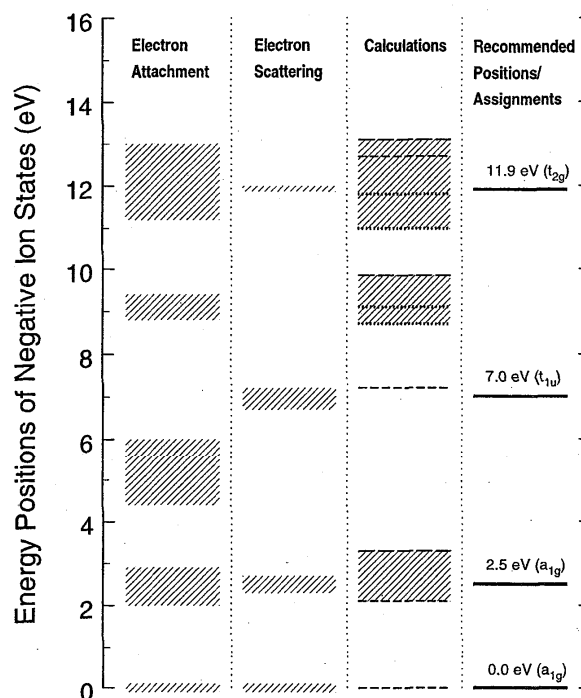 Energy Positions of Negative Ion States (eV)
16
14
12
10
8
6
4
2
0
Electron
Attachment
Electron
Scattering
Calculations
Recommended
Positions/
Assignments
11.9 eV (t2g)
7.0 eV (t1u)
2.5 eV (a1g)
0.0 eV (a1g)